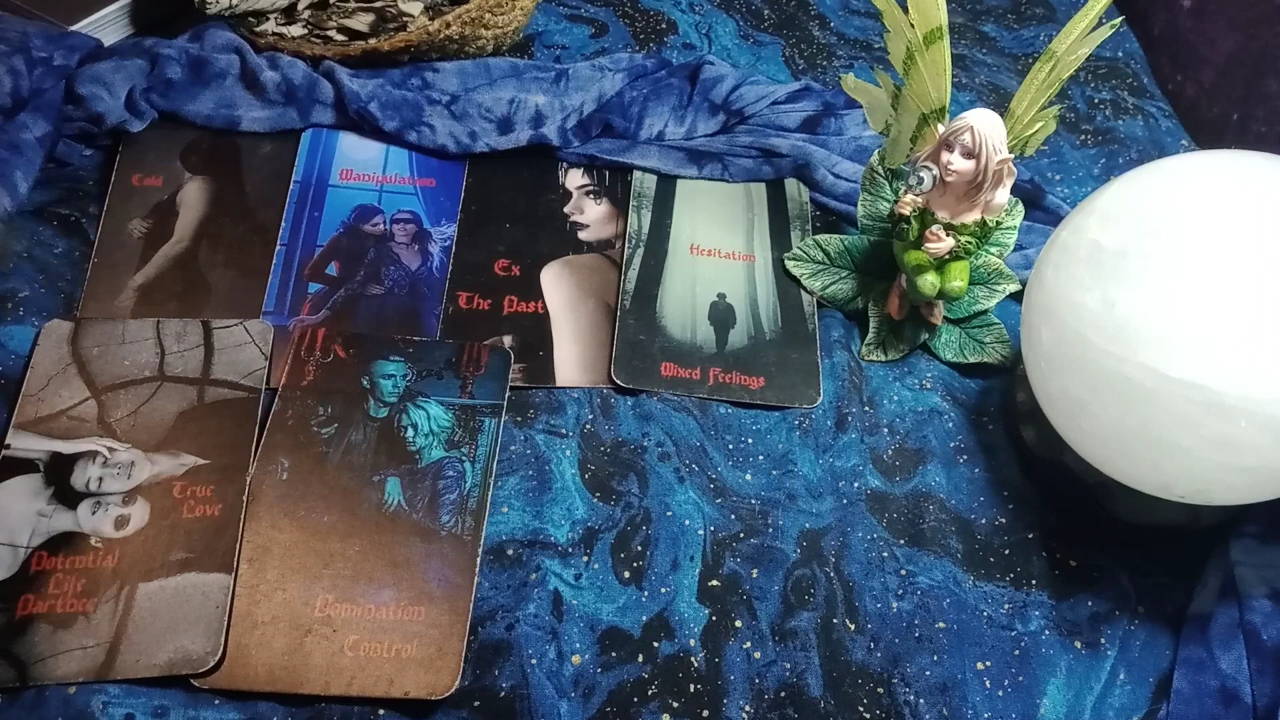 Cold
Manipulation
Ex
The Past
Hesitation
Mixed Feelings
True
Love
Potential
Life
Partner
Domination
Control